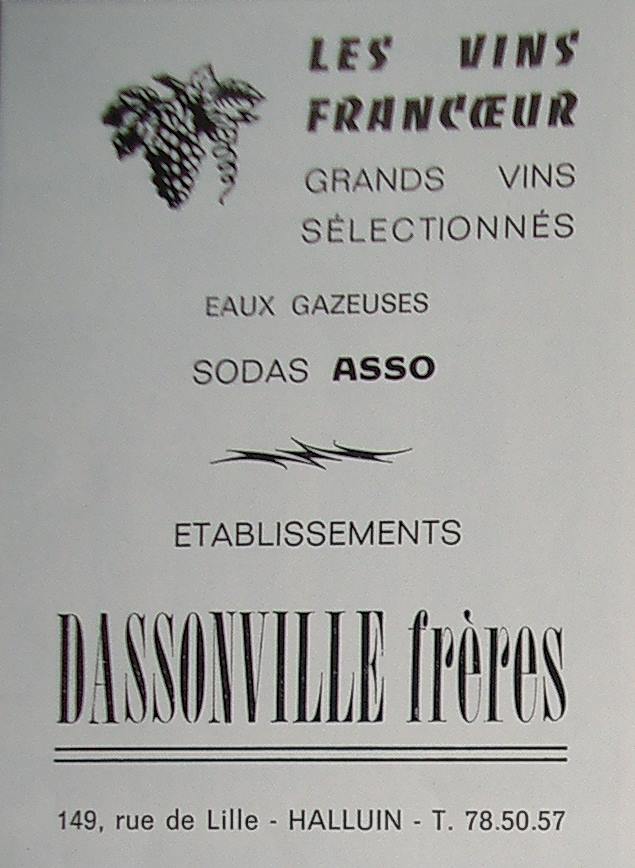 LES VINS
FRANCŒUR
GRANDS VINS
SÉLECTIONNÉS
EAUX GAZEUSES
SODAS ASSO
ETABLISSEMENTS
DASSONVILLE frères
149, rue de Lille - HALLUIN - T. 78.50.57